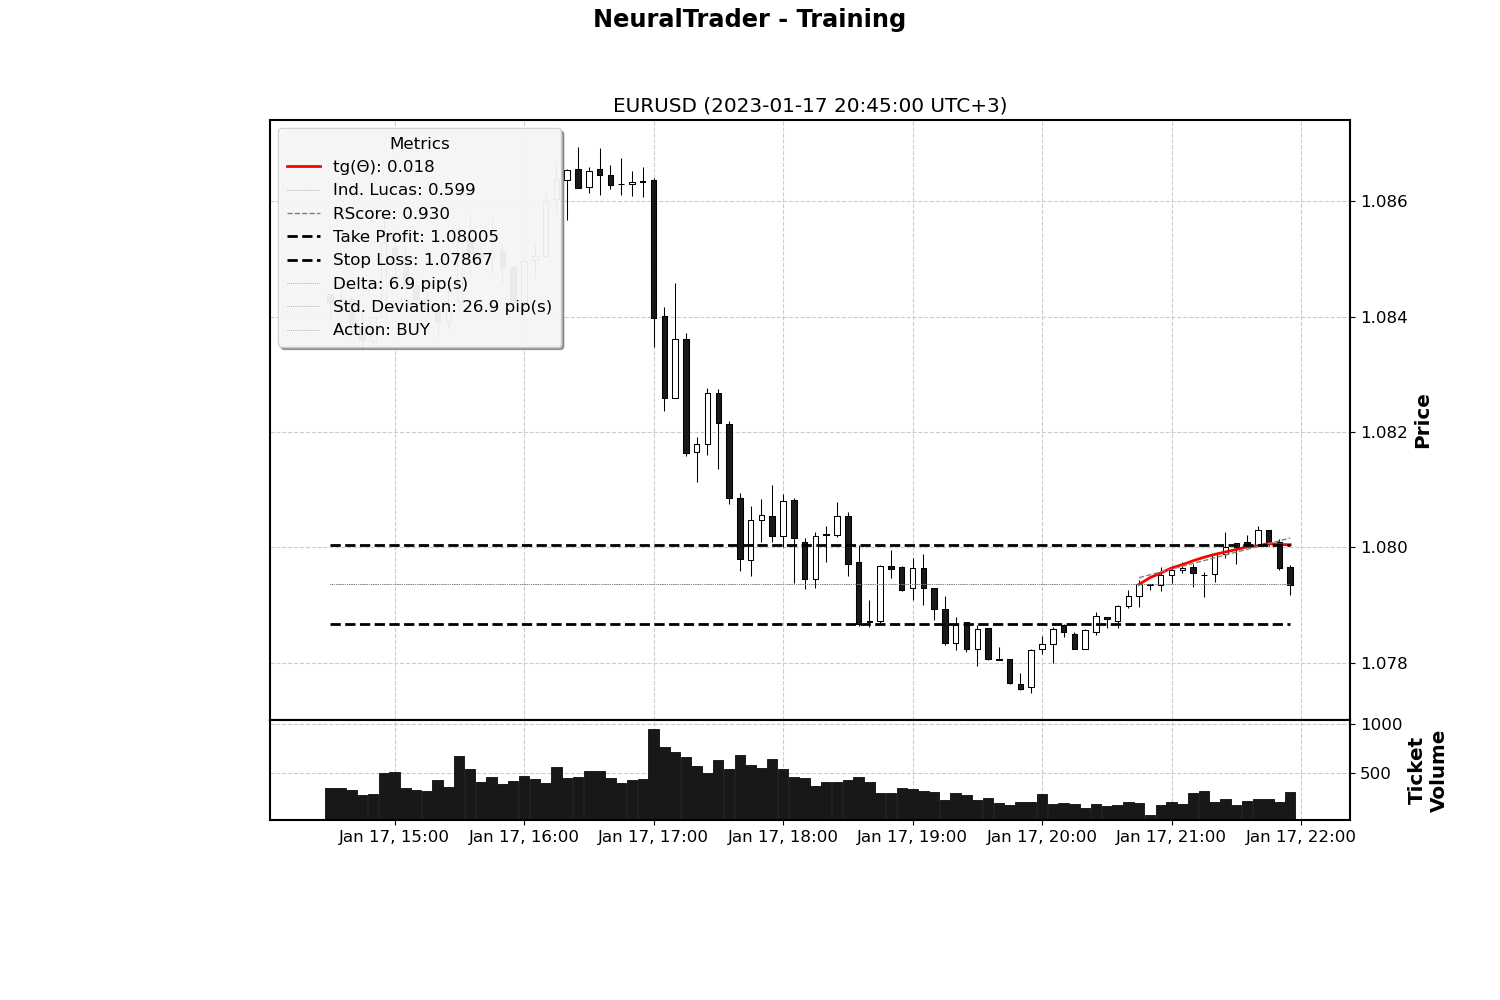 NeuralTrader - Training
EURUSD (2023-01-17 20:45:00 UTC+3)
Metrics
tg(Θ): 0.018
Ind. Lucas: 0.599
RScore: 0.930
Take Profit: 1.08005
Stop Loss: 1.07867
Delta: 6.9 pip(s)
Std. Deviation: 26.9 pip(s)
Action: BUY
1.086
1.084
1.082
1.080
1.078
Price
1000
500
Ticket
Volume
Jan 17, 15:00
Jan 17, 16:00
Jan 17, 17:00
Jan 17, 18:00
Jan 17, 19:00
Jan 17, 20:00
Jan 17, 21:00
Jan 17, 22:00